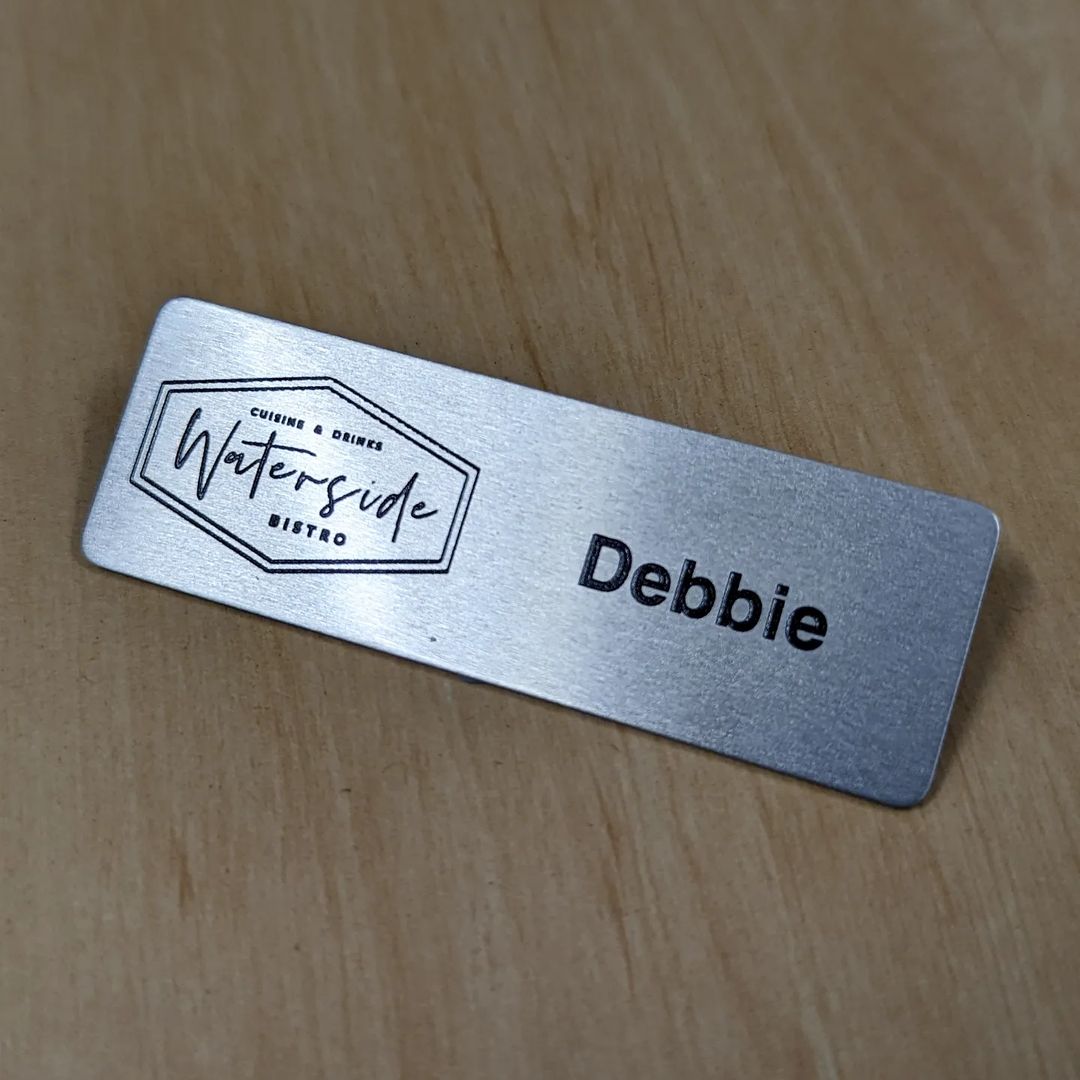 CUISINE & DRINKS
Waterside
BISTRO
Debbie